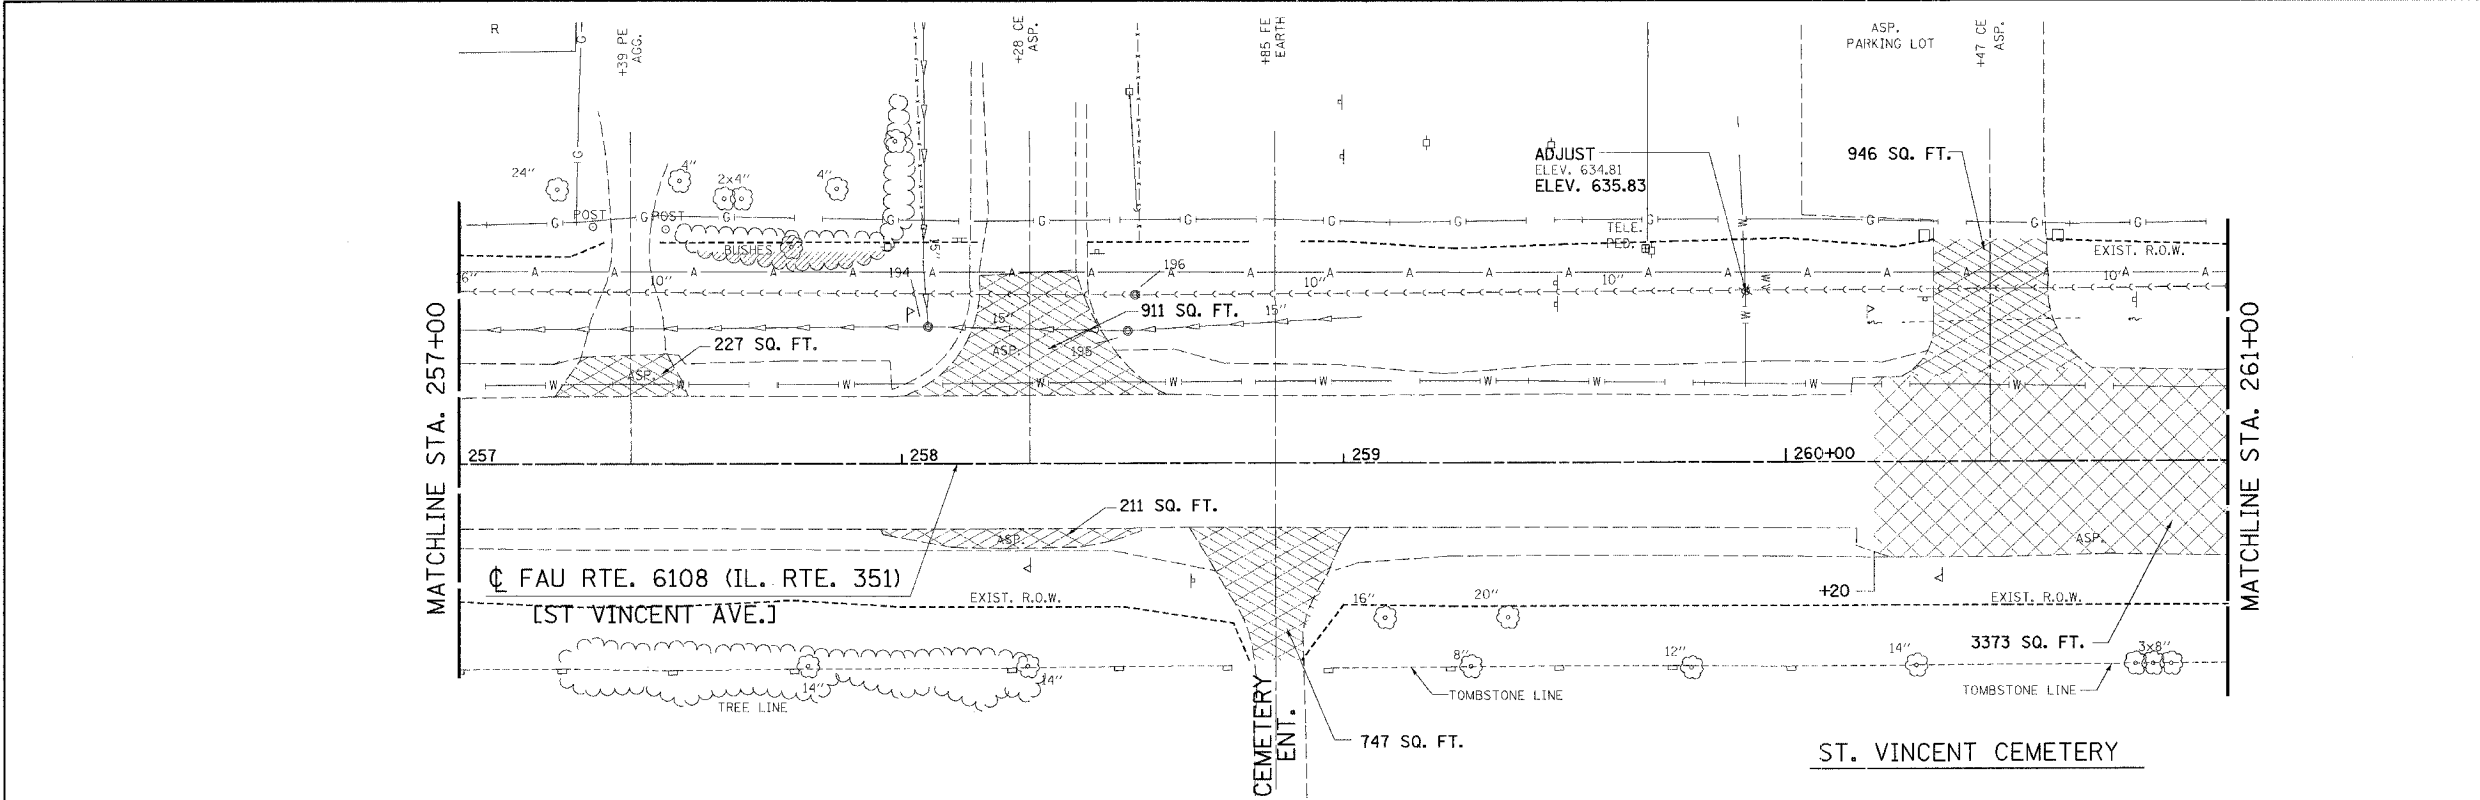 R
G
+39 PE
AGG.
+28 CE
ASP.
+85 FE
EARTH
ASP.
PARKING LOT
+47 CE
ASP.
G
24"
4"
2x4"
4"
ADJUST
ELEV. 634.81
ELEV. 635.83
946 SQ. FT.
POST
G
G
POST
G
G
G
G
G
G
G
G
G
G
BUSHES
15"
TELE.
PED.
W
EXIST. R.O.W.
6"
A
A
A
A
A
194
A
A
A
196
A
A
A
A
A
A
A
A
A
A
A
A
A
A
10"
10"
10"
WV
10"
15"
911 SQ. FT.
15"
W
227 SQ. FT.
ASP.
195
ASP.
W
W
W
W
W
W
W
W
W
W
MATCHLINE STA. 257+00
MATCHLINE STA. 261+00
257
258
259
260+00
211 SQ. FT.
ASP.
ASP.
℄ FAU RTE. 6108 (IL. RTE. 351)
[ST VINCENT AVE.]
EXIST. R.O.W.
16"
20"
+20
EXIST. R.O.W.
3373 SQ. FT.
14"
14"
8"
12"
14"
3x8"
TREE LINE
TOMBSTONE LINE
TOMBSTONE LINE
CEMETERY
ENT.
747 SQ. FT.
ST. VINCENT CEMETERY